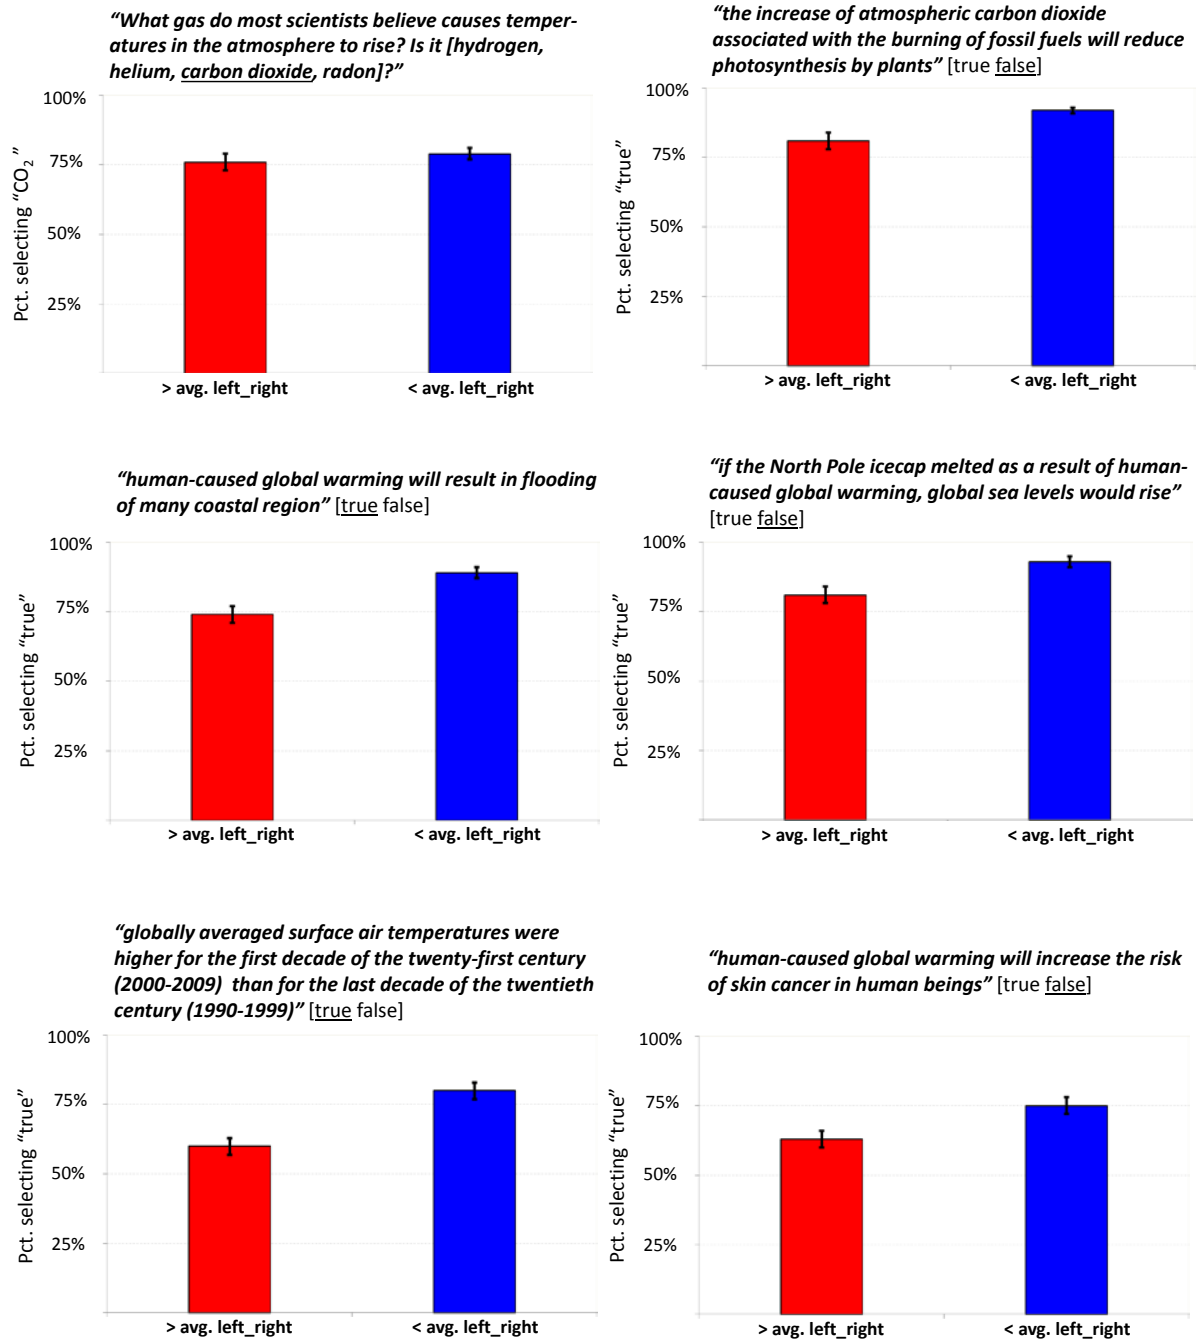 “What gas do most scientists believe causes temper-
atures in the atmosphere to rise? Is it [hydrogen,
helium, carbon dioxide, radon]?”
100%
75%
50%
25%
Pct. selecting “CO2 ”
> avg. left_right
< avg. left_right
“the increase of atmospheric carbon dioxide
associated with the burning of fossil fuels will reduce
photosynthesis by plants” [true false]
100%
75%
50%
25%
Pct. selecting “true”
> avg. left_right
< avg. left_right
“human-caused global warming will result in flooding
of many coastal region” [true false]
100%
75%
50%
25%
Pct. selecting “true”
> avg. left_right
< avg. left_right
“if the North Pole icecap melted as a result of human-
caused global warming, global sea levels would rise”
[true false]
100%
75%
50%
25%
Pct. selecting “true”
> avg. left_right
< avg. left_right
“globally averaged surface air temperatures were
higher for the first decade of the twenty-first century
(2000-2009) than for the last decade of the twentieth
century (1990-1999)” [true false]
100%
75%
50%
25%
Pct. selecting “true”
> avg. left_right
< avg. left_right
“human-caused global warming will increase the risk
of skin cancer in human beings” [true false]
100%
75%
50%
25%
Pct. selecting “true”
> avg. left_right
< avg. left_right